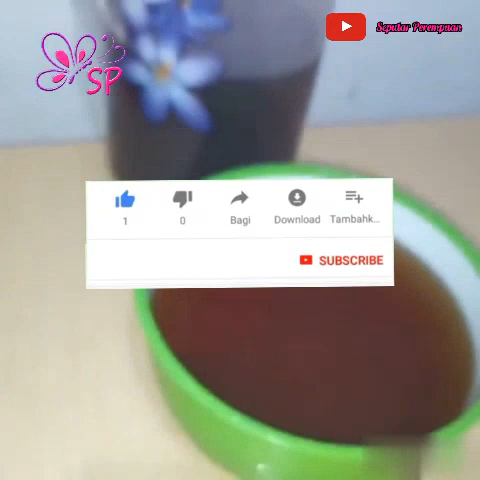 Seputar Perempuan
SP
1
0
Bagi
Download
Tambahk...
SUBSCRIBE